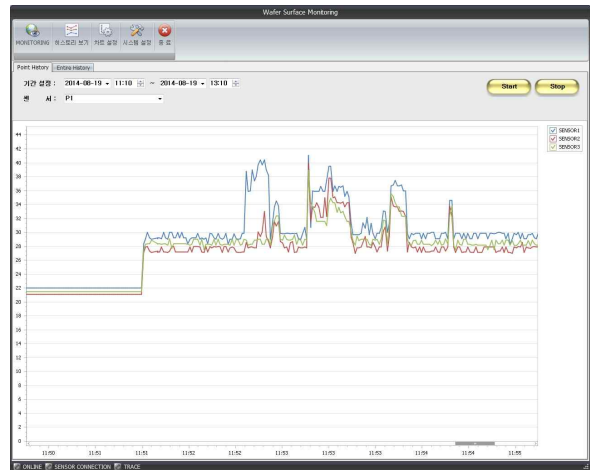 Wafer Surface Monitoring
MONITORING 히스토리 보기 차트 설정 시스템 설정 종 료
Point History Entire History
기간 설정 : 2014-08-19 11:10 ~ 2014-08-19 13:10
센 서 : P1
Start Stop
SENSOR1
SENSOR2
SENSOR3
44
42
40
38
36
34
32
30
28
26
24
22
20
18
16
14
12
10
8
6
4
2
0
11:50 11:51 11:51 11:52 11:52 11:53 11:53 11:53 11:54 11:54 11:55
ONLINE SENSOR CONNECTION TRACE